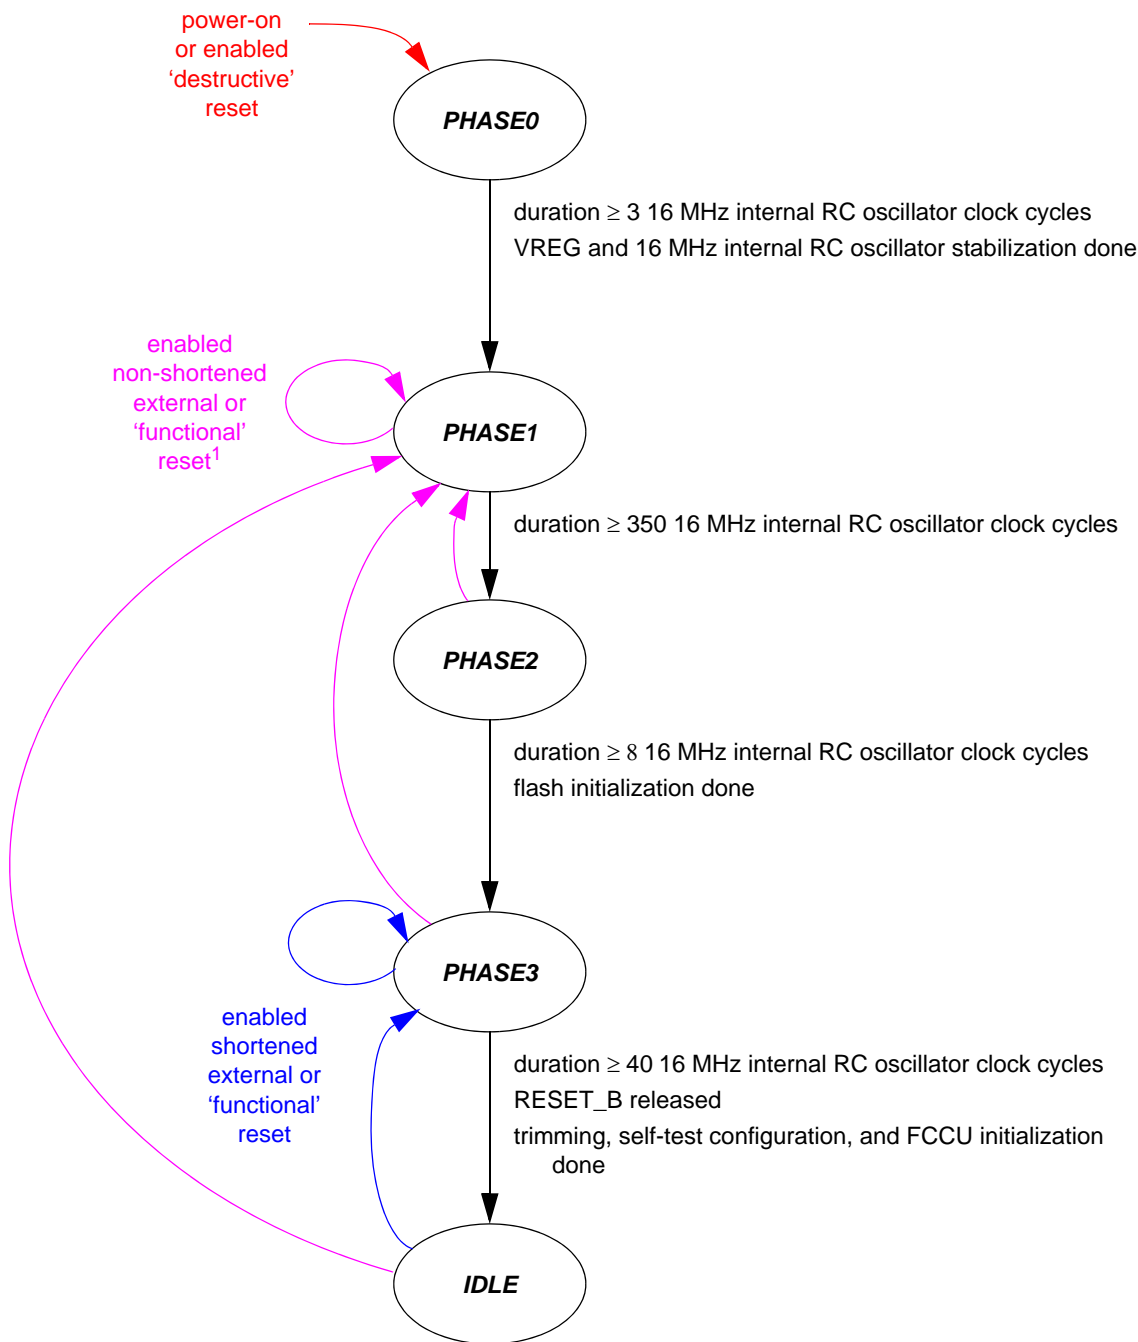 power-on
or enabled
‘destructive’
reset
PHASE0
duration ≥ 3 16 MHz internal RC oscillator clock cycles
VREG and 16 MHz internal RC oscillator stabilization done
enabled
non-shortened
external or
‘functional’
reset1
PHASE1
duration ≥ 350 16 MHz internal RC oscillator clock cycles
PHASE2
duration ≥ 8 16 MHz internal RC oscillator clock cycles
flash initialization done
PHASE3
enabled
shortened
external or
‘functional’
reset
duration ≥ 40 16 MHz internal RC oscillator clock cycles
RESET_B released
trimming, self-test configuration, and FCCU initialization
done
IDLE